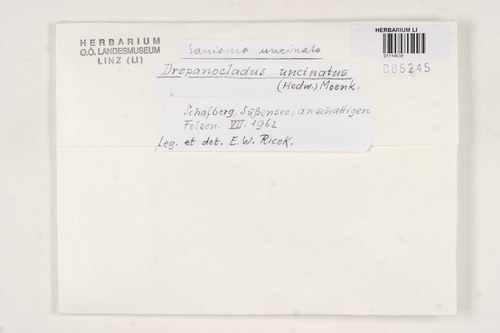 HERBARIUM
O.Ö. LANDESMUSEUM
LINZ (LI)
Sanionia uncinata
HERBARIUM LI
085245
Drepanocladus uncinatus
(Hedw.) Moenk.
Schafberg, Süßensee; an schattigen
Felsen. VII. 1962
Leg. et det. E. W. RICEK.